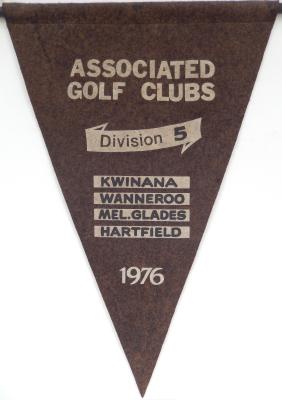 ASSOCIATED
GOLF CLUBS
Division 5
KWINANA
WANNEROO
MEL.GLADES
HARTFIELD
1976